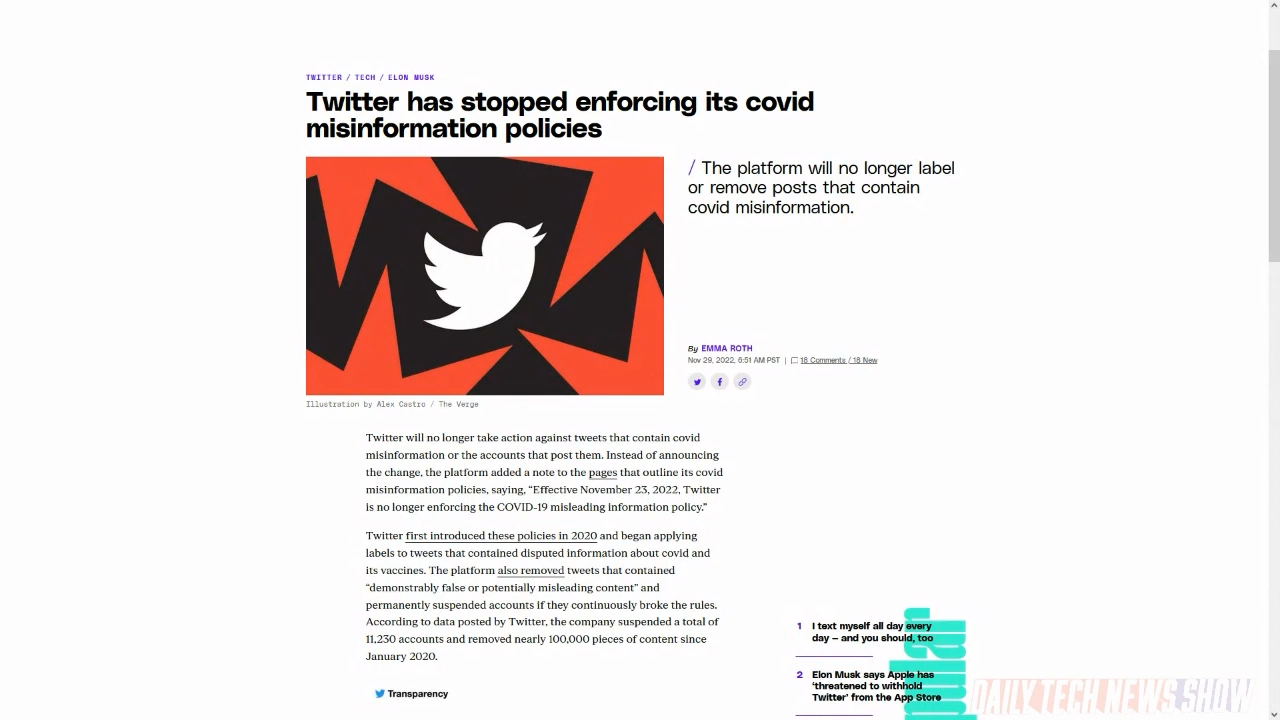 TWITTER / TECH / ELON MUSK
Twitter has stopped enforcing its covid
misinformation policies
/ The platform will no longer label
or remove posts that contain
covid misinformation.
By EMMA ROTH
Nov 29, 2022, 6:51 AM PST | 18 Comments / 18 New
Illustration by Alex Castro / The Verge
Twitter will no longer take action against tweets that contain covid
misinformation or the accounts that post them. Instead of announcing
the change, the platform added a note to the pages that outline its covid
misinformation policies, saying, “Effective November 23, 2022, Twitter
is no longer enforcing the COVID-19 misleading information policy.”
Twitter first introduced these policies in 2020 and began applying
labels to tweets that contained disputed information about covid and
its vaccines. The platform also removed tweets that contained
“demonstrably false or potentially misleading content” and
permanently suspended accounts if they continuously broke the rules.
According to data posted by Twitter, the company suspended a total of
11,230 accounts and removed nearly 100,000 pieces of content since
January 2020.
Transparency
1 I text myself all day every
day — and you should, too
2 Elon Musk says Apple has
‘threatened to withhold
Twitter’ from the App Store
DAILY TECH NEWS SHOW